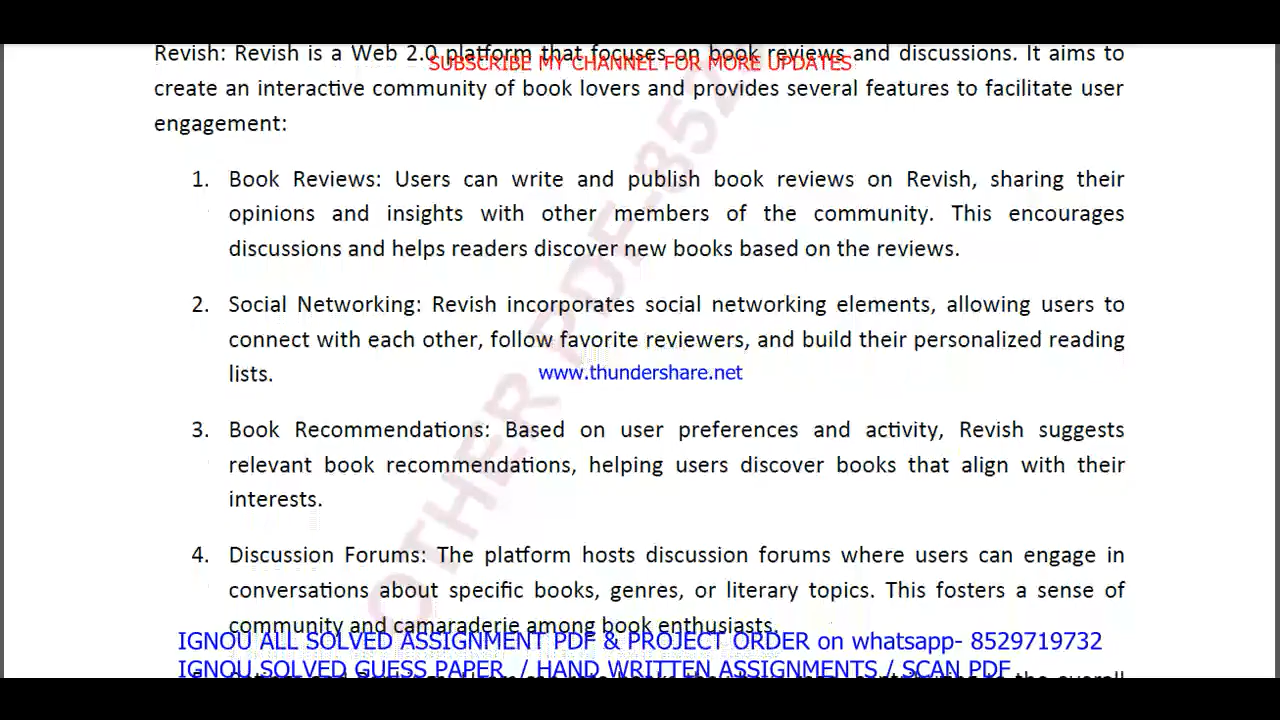 Revish: Revish is a Web 2.0 platform that focuses on book reviews and discussions. It aims to
SUBSCRIBE MY CHANNEL FOR MORE UPDATES
create an interactive community of book lovers and provides several features to facilitate user
engagement:
1. Book Reviews: Users can write and publish book reviews on Revish, sharing their
opinions and insights with other members of the community. This encourages
discussions and helps readers discover new books based on the reviews.
2. Social Networking: Revish incorporates social networking elements, allowing users to
connect with each other, follow favorite reviewers, and build their personalized reading
lists.
www.thundershare.net
3. Book Recommendations: Based on user preferences and activity, Revish suggests
relevant book recommendations, helping users discover books that align with their
interests.
4. Discussion Forums: The platform hosts discussion forums where users can engage in
conversations about specific books, genres, or literary topics. This fosters a sense of
community and camaraderie among book enthusiasts.
IGNOU ALL SOLVED ASSIGNMENT PDF & PROJECT ORDER on whatsapp- 8529719732
IGNOU SOLVED GUESS PAPER / HAND WRITTEN ASSIGNMENTS / SCAN PDF
the overall
OTHER PDF-852